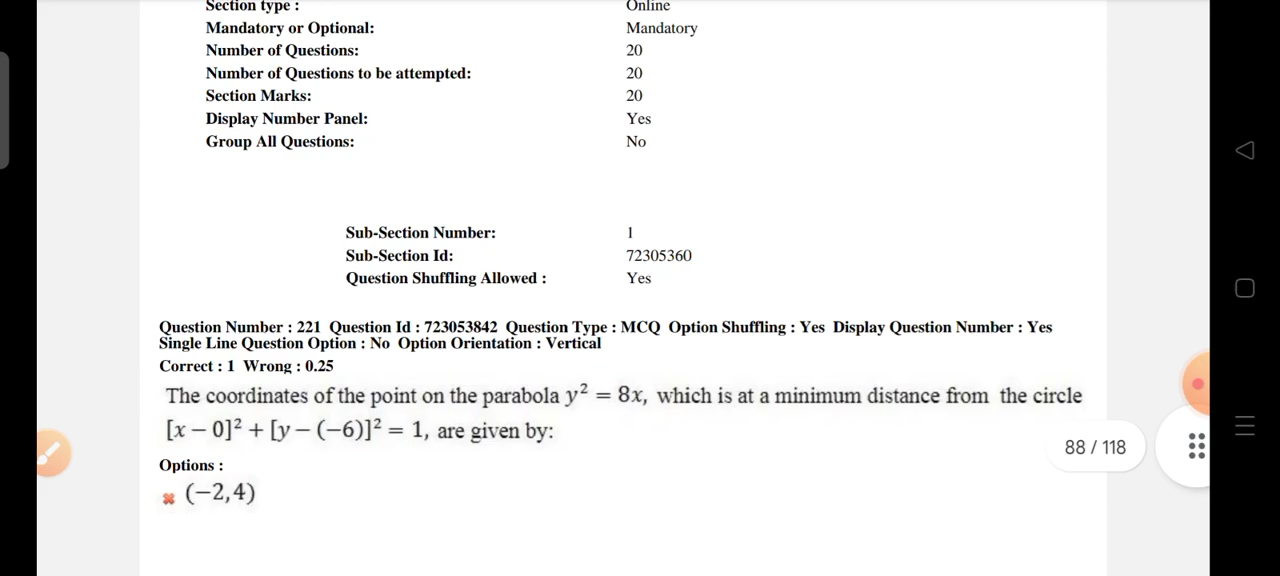 Section type : Online
Mandatory or Optional: Mandatory
Number of Questions: 20
Number of Questions to be attempted: 20
Section Marks: 20
Display Number Panel: Yes
Group All Questions: No
Sub-Section Number: 1
Sub-Section Id: 72305360
Question Shuffling Allowed : Yes
Question Number : 221 Question Id : 723053842 Question Type : MCQ Option Shuffling : Yes Display Question Number : Yes
Single Line Question Option : No Option Orientation : Vertical
Correct : 1 Wrong : 0.25
The coordinates of the point on the parabola y² = 8x, which is at a minimum distance from the circle
[x − 0]² + [y − (−6)]² = 1, are given by:
88 / 118
Options :
(−2,4)